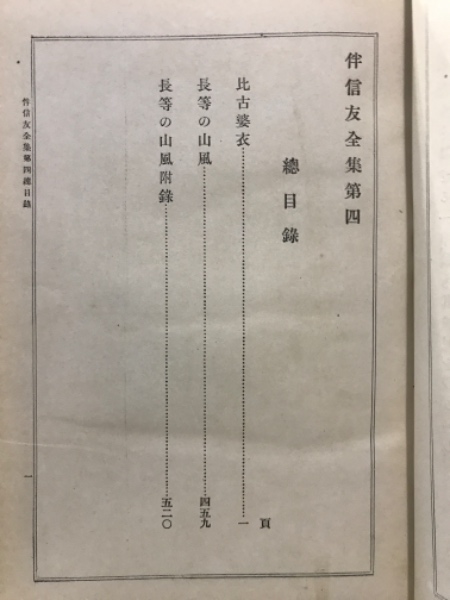 伴信友全集第四
總目錄
頁
比古婆衣……一
長等の山風……四五九
長等の山風附錄……五二〇
伴信友全集第四總目錄
一